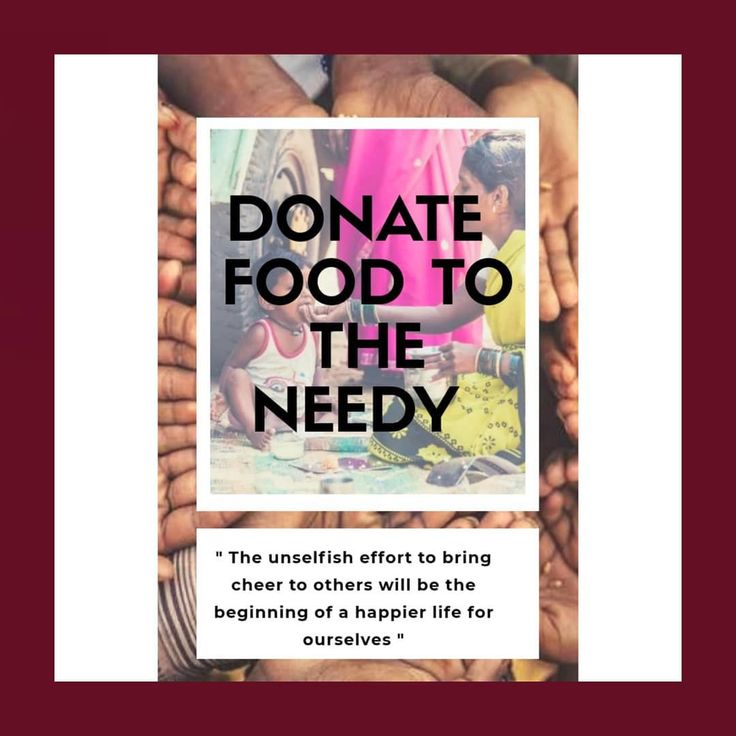 DONATE
FOOD TO
THE
NEEDY
" The unselfish effort to bring
cheer to others will be the
beginning of a happier life for
ourselves "